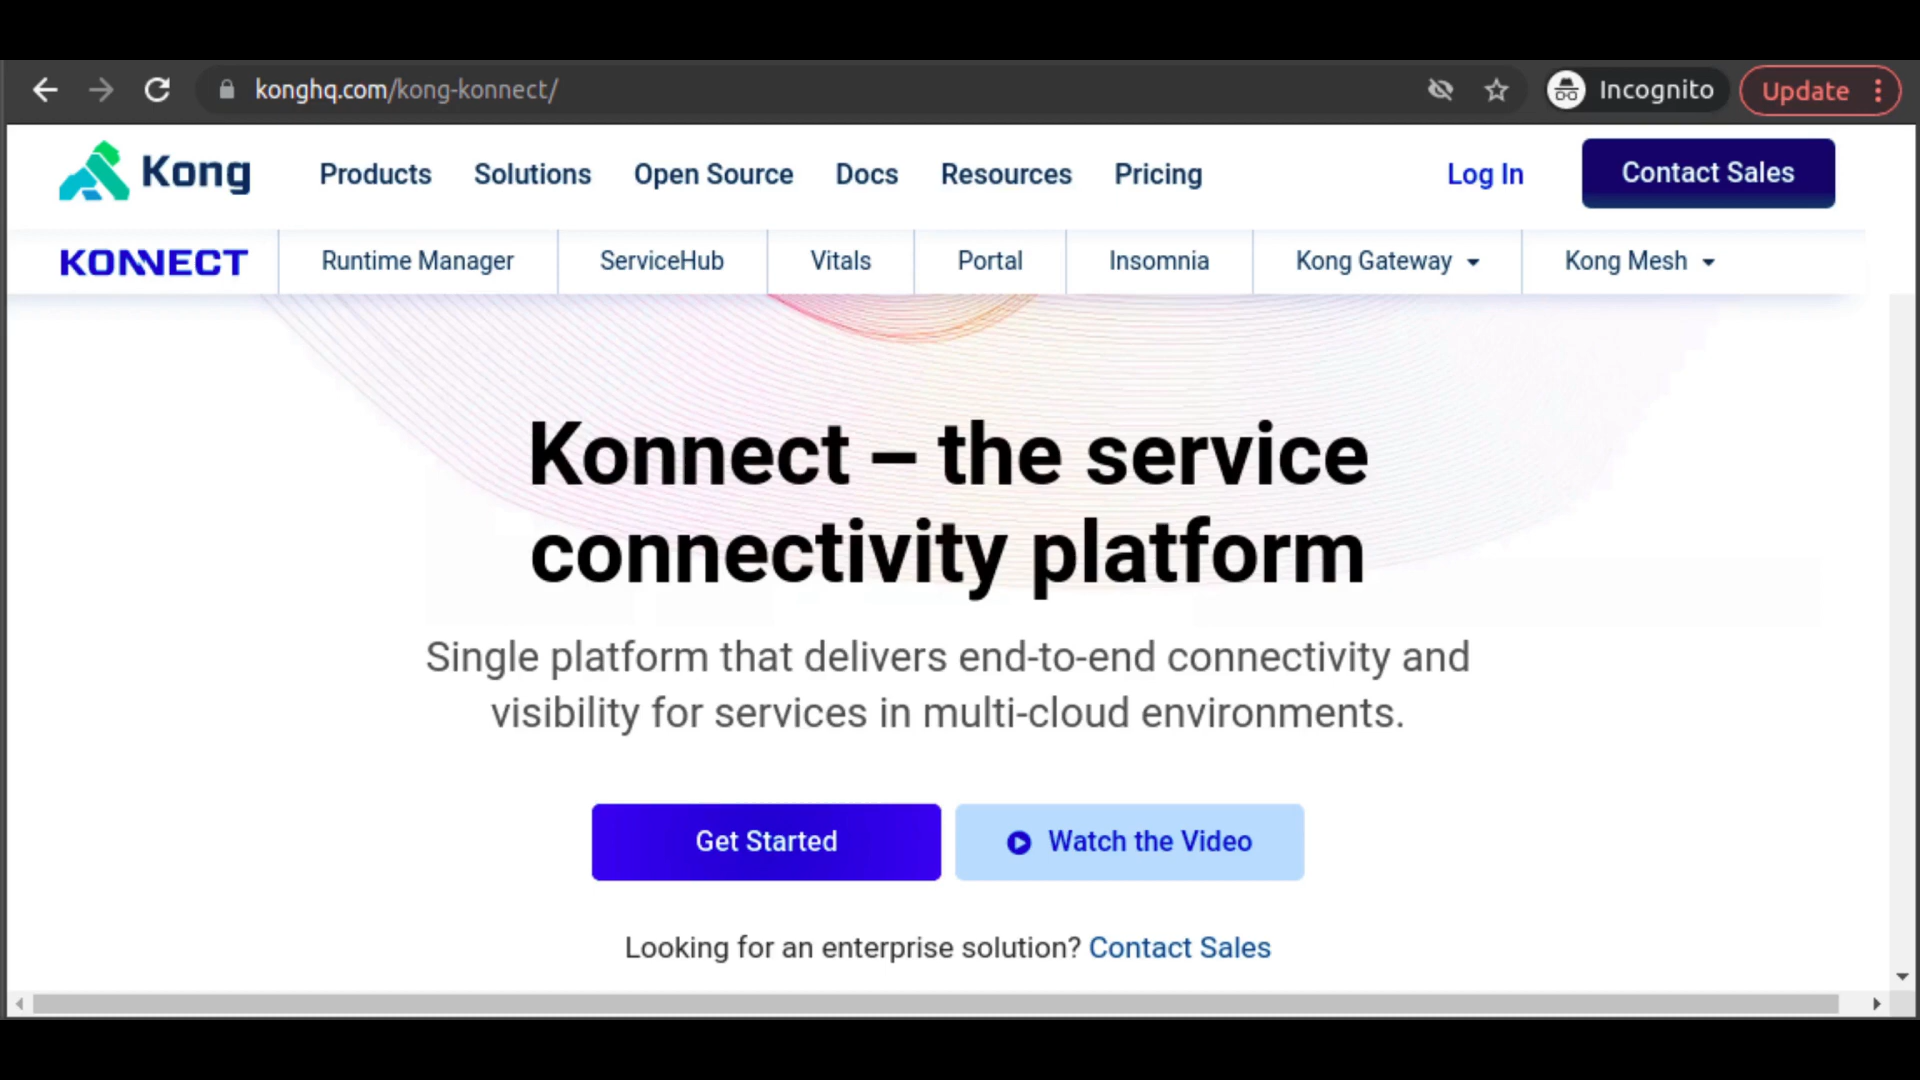 konghq.com/kong-konnect/
Incognito
Update
Kong
Products
Solutions
Open Source
Docs
Resources
Pricing
Log In
Contact Sales
KONNECT
Runtime Manager
ServiceHub
Vitals
Portal
Insomnia
Kong Gateway
Kong Mesh
Konnect – the service
connectivity platform
Single platform that delivers end-to-end connectivity and
visibility for services in multi-cloud environments.
Get Started
Watch the Video
Looking for an enterprise solution? Contact Sales